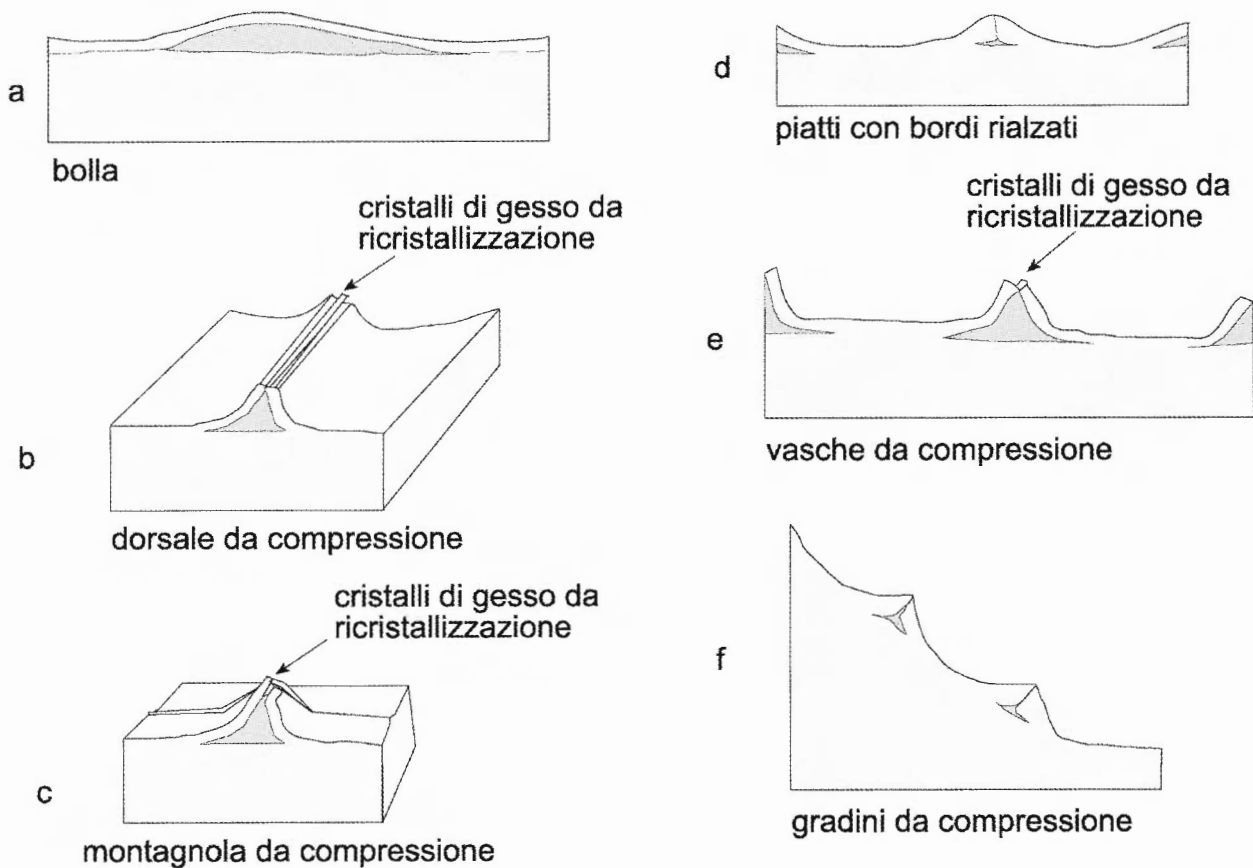 a
bolla
cristalli di gesso da
ricristallizzazione
b
dorsale da compressione
cristalli di gesso da
ricristallizzazione
c
montagnola da compressione
d
piatti con bordi rialzati
cristalli di gesso da
ricristallizzazione
e
vasche da compressione
f
gradini da compressione